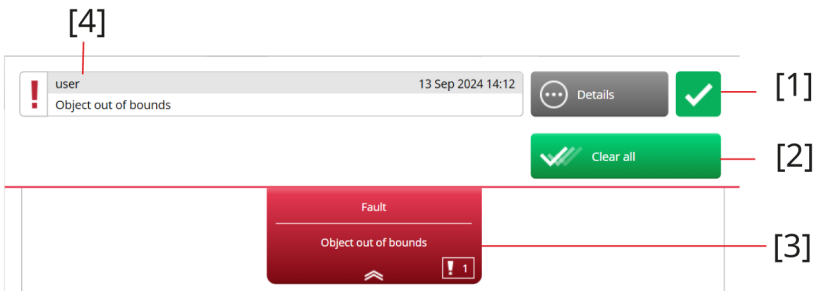 [4]
user 13 Sep 2024 14:12
Object out of bounds
Details
[1]
Clear all
[2]
Fault
Object out of bounds
[3]
1